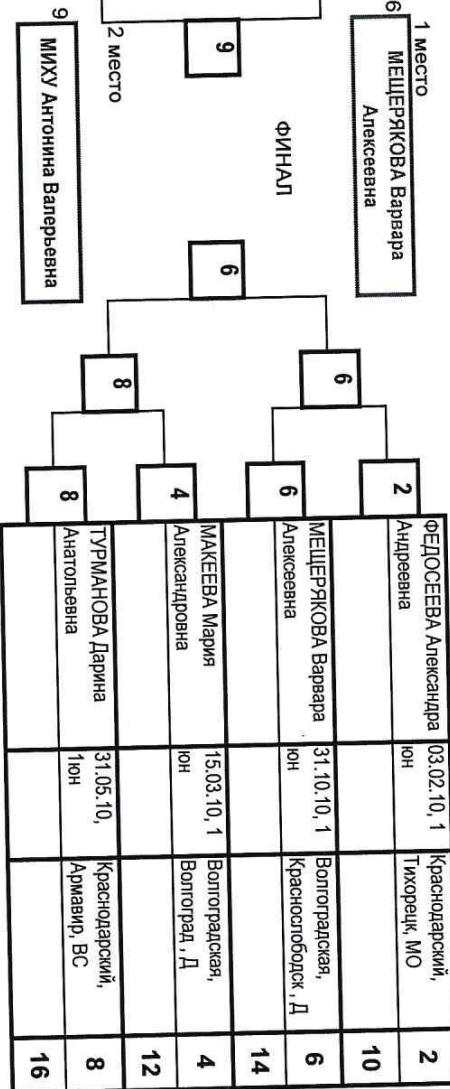 1 место
6
МЕЩЕРЯКОВА Варвара
Алексеевна
ФИНАЛ
9
6
2 место
9
МИХУ Антонина Валерьевна
6
8
2
6
4
8
ФЕДОСЕЕВА Александра
Андреевна
03.02.10, 1
юн
Краснодарский,
Тихорецк, МО
2
10
МЕЩЕРЯКОВА Варвара
Алексеевна
31.10.10, 1
юн
Волгоградская,
Краснослободск , Д
6
14
МАКЕЕВА Мария
Александровна
15.03.10, 1
юн
Волгоградская,
Волгоград , Д
4
12
ТУРМАНОВА Дарина
Анатольевна
31.05.10,
1юн
Краснодарский,
Армавир, ВС
8
16